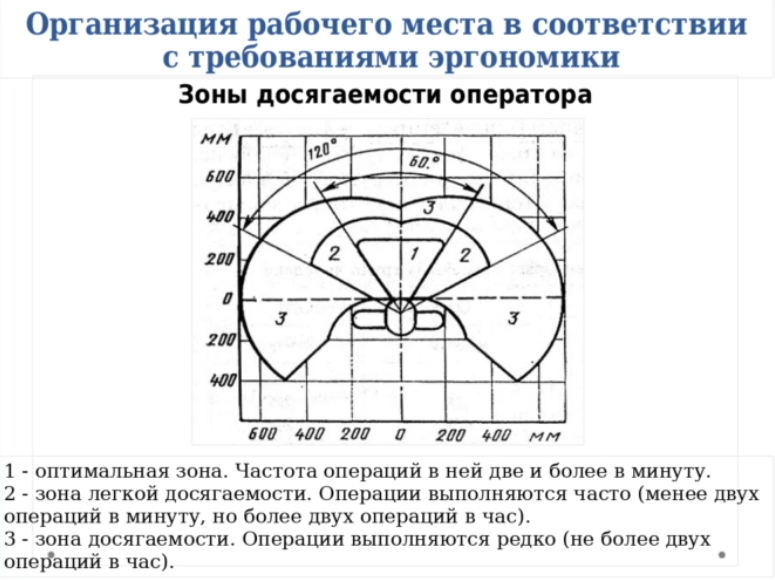 Организация рабочего места в соответствии
с требованиями эргономики
Зоны досягаемости оператора
мм
120°
60.°
600
400
3
200
2
1
2
0
3
3
200
400
600 400 200 0 200 400 мм
1 - оптимальная зона. Частота операций в ней две и более в минуту.
2 - зона легкой досягаемости. Операции выполняются часто (менее двух
операций в минуту, но более двух операций в час).
3 - зона досягаемости. Операции выполняются редко (не более двух
операций в час).